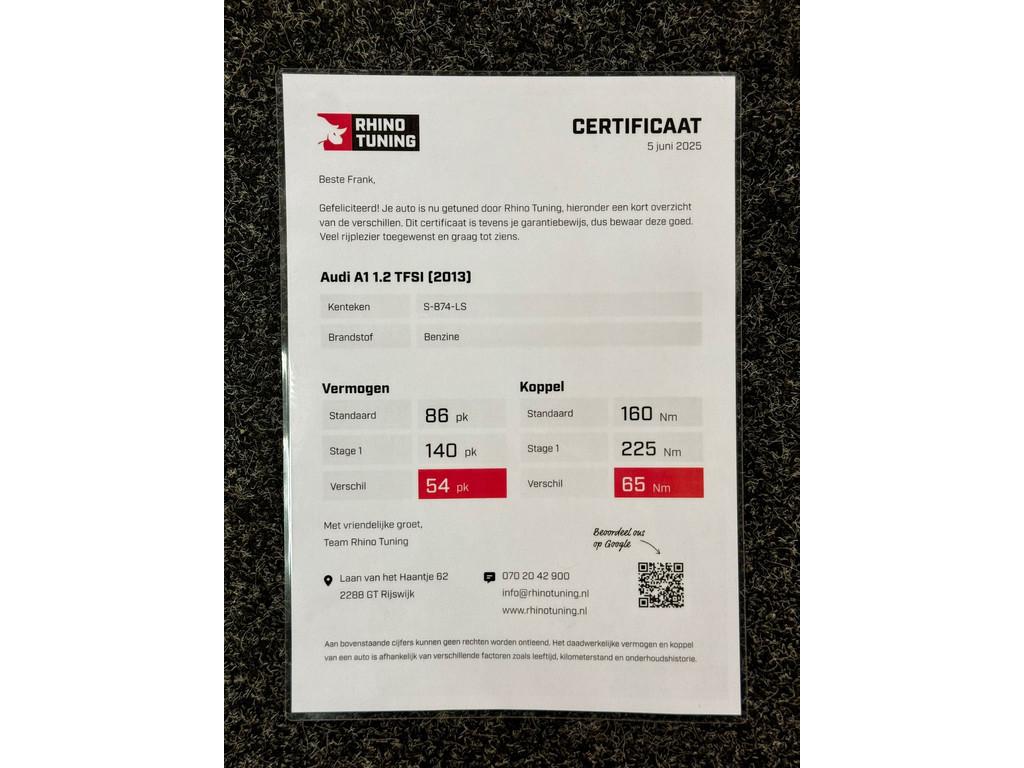 RHINO
TUNING
CERTIFICAAT
5 juni 2025
Beste Frank,
Gefeliciteerd! Je auto is nu getuned door Rhino Tuning, hieronder een kort overzicht
van de verschillen. Dit certificaat is tevens je garantiebewijs, dus bewaar deze goed.
Veel rijplezier toegewenst en graag tot ziens.
Audi A1 1.2 TFSI (2013)
Kenteken S-874-LS
Brandstof Benzine
Vermogen
Standaard 86 pk
Stage 1 140 pk
Verschil 54 pk
Koppel
Standaard 160 Nm
Stage 1 225 Nm
Verschil 65 Nm
Met vriendelijke groet,
Team Rhino Tuning
Beoordeel ons
op Google
Laan van het Haantje 62
2288 GT Rijswijk
070 20 42 900
info@rhinotuning.nl
www.rhinotuning.nl
Aan bovenstaande cijfers kunnen geen rechten worden ontleend. Het daadwerkelijke vermogen en koppel
van een auto is afhankelijk van verschillende factoren zoals leeftijd, kilometerstand en onderhoudshistorie.